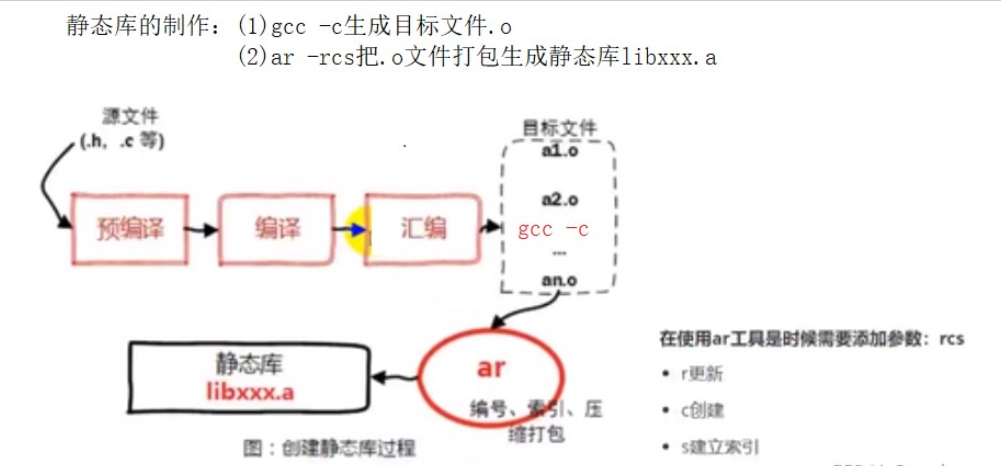 静态库的制作：(1)gcc -c生成目标文件.o
(2)ar -rcs把.o文件打包生成静态库libxxx.a
源文件
(.h, .c 等)
预编译
编译
汇编
目标文件
a1.o
a2.o
gcc -c
...
an.o
静态库
libxxx.a
ar
编号、索引、压
缩打包
图：创建静态库过程
在使用ar工具是时候需要添加参数：rcs
• r更新
• c创建
• s建立索引